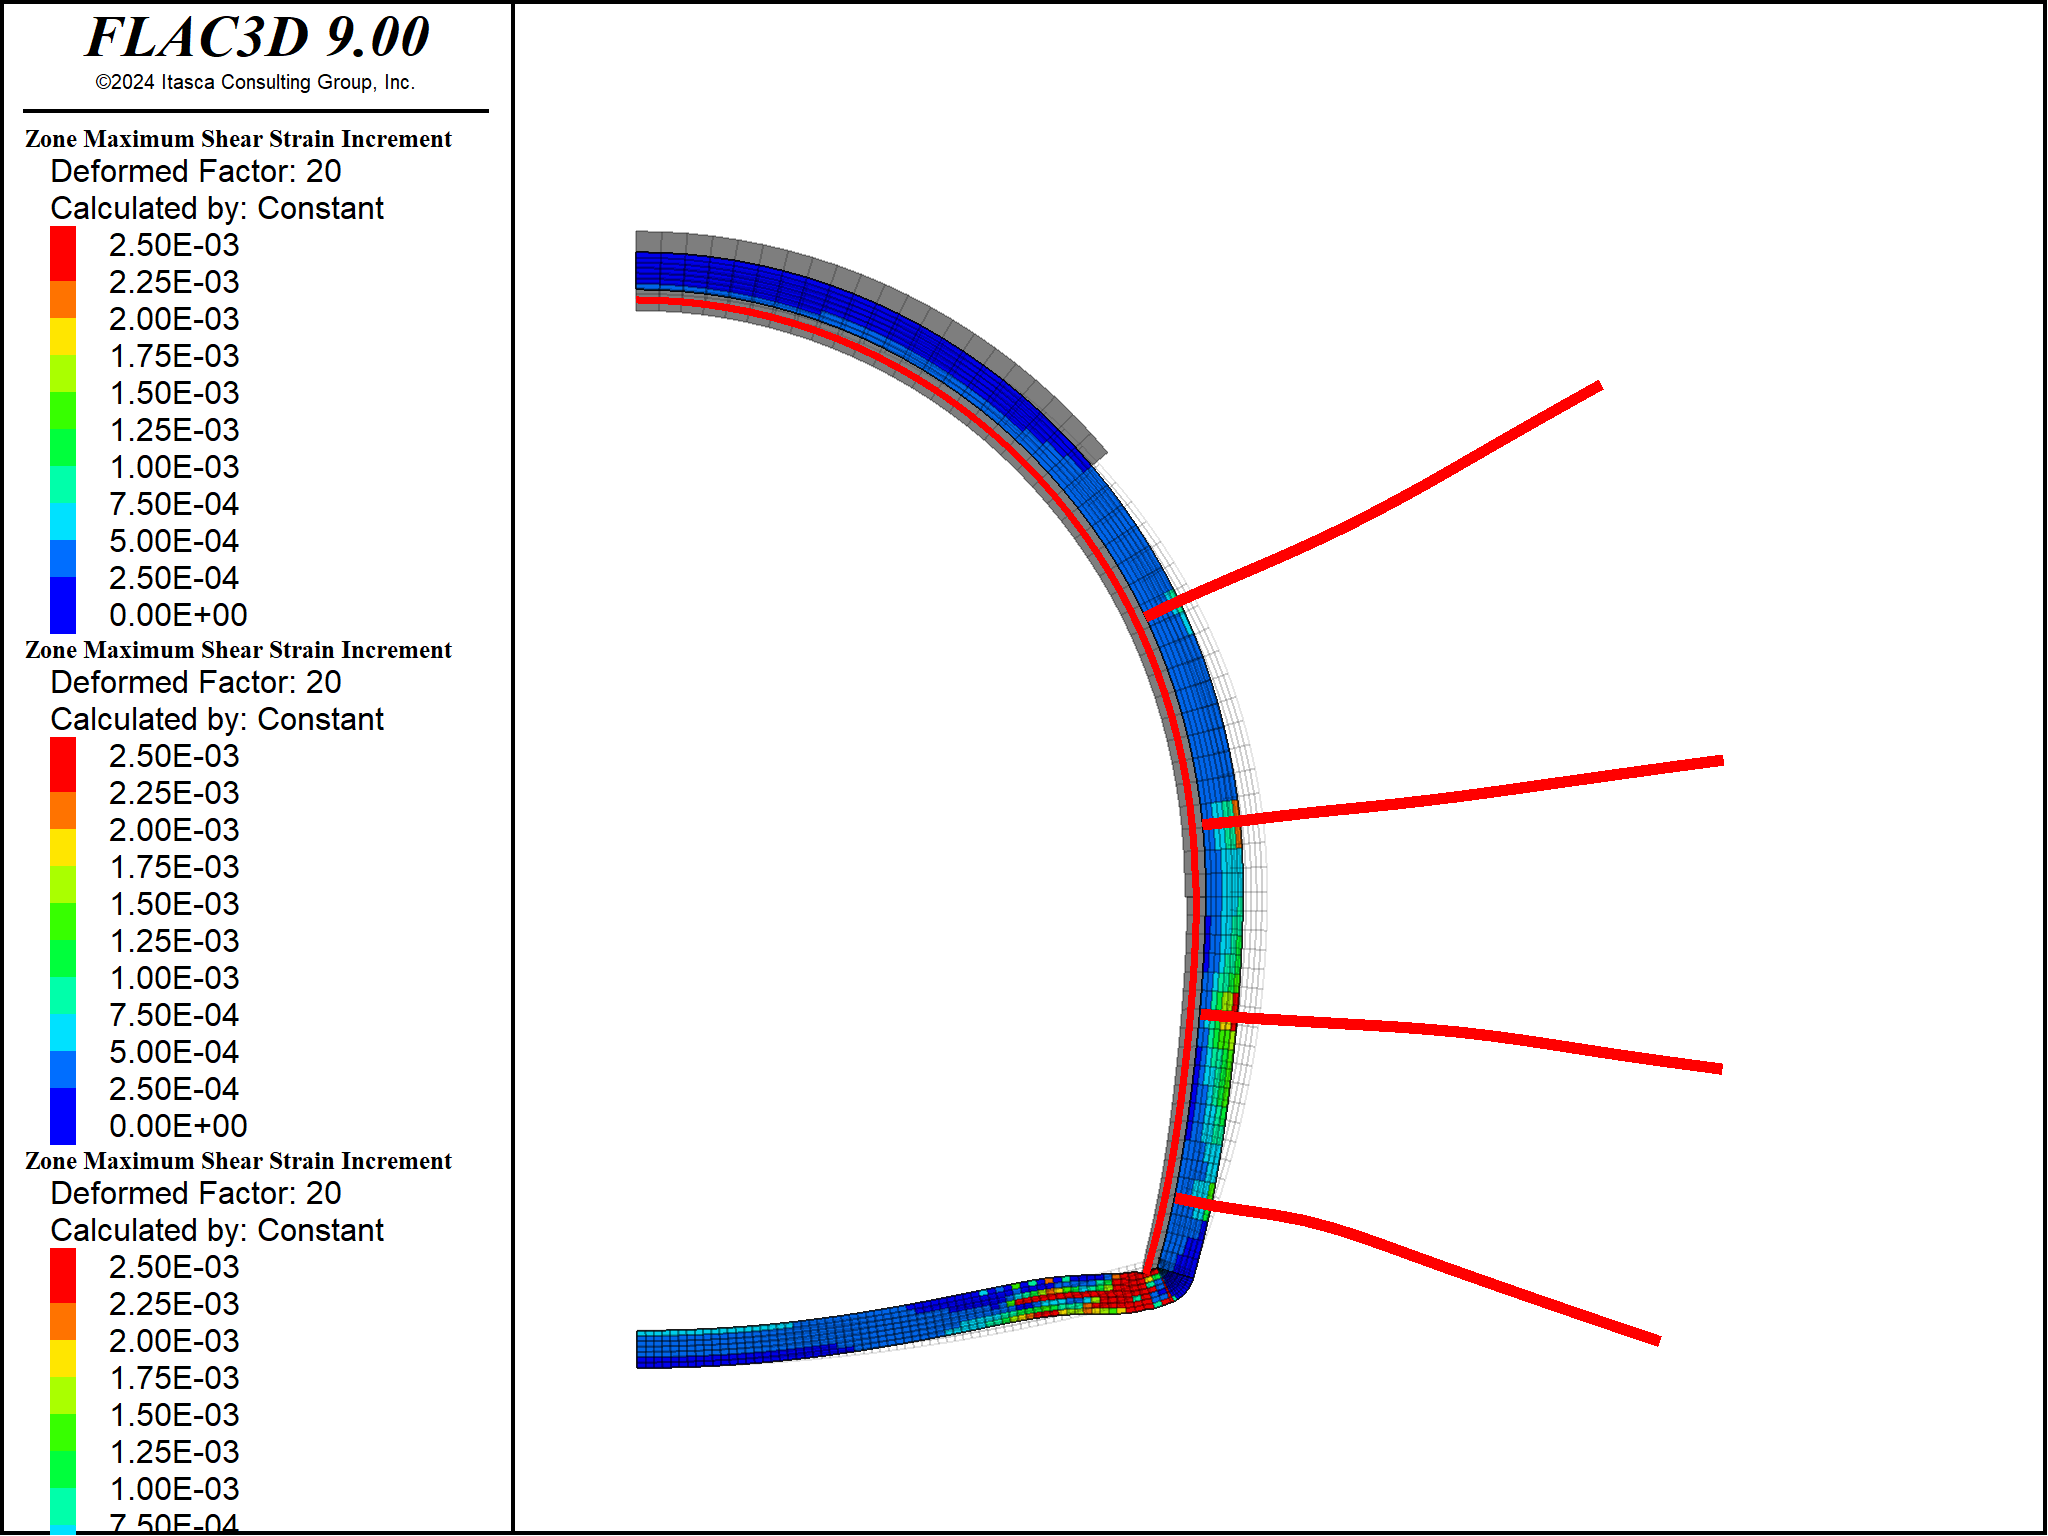 FLAC3D 9.00
©2024 Itasca Consulting Group, Inc.
Zone Maximum Shear Strain Increment
Deformed Factor: 20
Calculated by: Constant
2.50E-03
2.25E-03
2.00E-03
1.75E-03
1.50E-03
1.25E-03
1.00E-03
7.50E-04
5.00E-04
2.50E-04
0.00E+00
Zone Maximum Shear Strain Increment
Deformed Factor: 20
Calculated by: Constant
2.50E-03
2.25E-03
2.00E-03
1.75E-03
1.50E-03
1.25E-03
1.00E-03
7.50E-04
5.00E-04
2.50E-04
0.00E+00
Zone Maximum Shear Strain Increment
Deformed Factor: 20
Calculated by: Constant
2.50E-03
2.25E-03
2.00E-03
1.75E-03
1.50E-03
1.25E-03
1.00E-03
7.50E-04